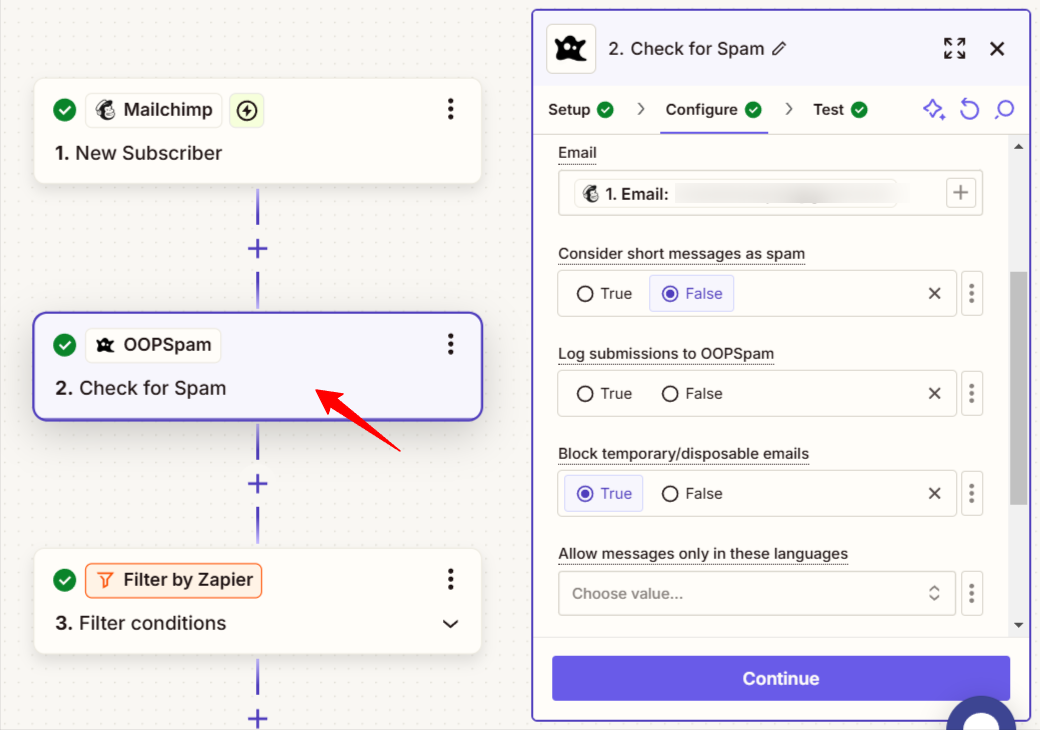 Mailchimp
1. New Subscriber
OOPSpam
2. Check for Spam
Filter by Zapier
3. Filter conditions
2. Check for Spam
Setup
Configure
Test
Email
1. Email:
Consider short messages as spam
True
False
Log submissions to OOPSpam
True
False
Block temporary/disposable emails
True
False
Allow messages only in these languages
Choose value...
Continue